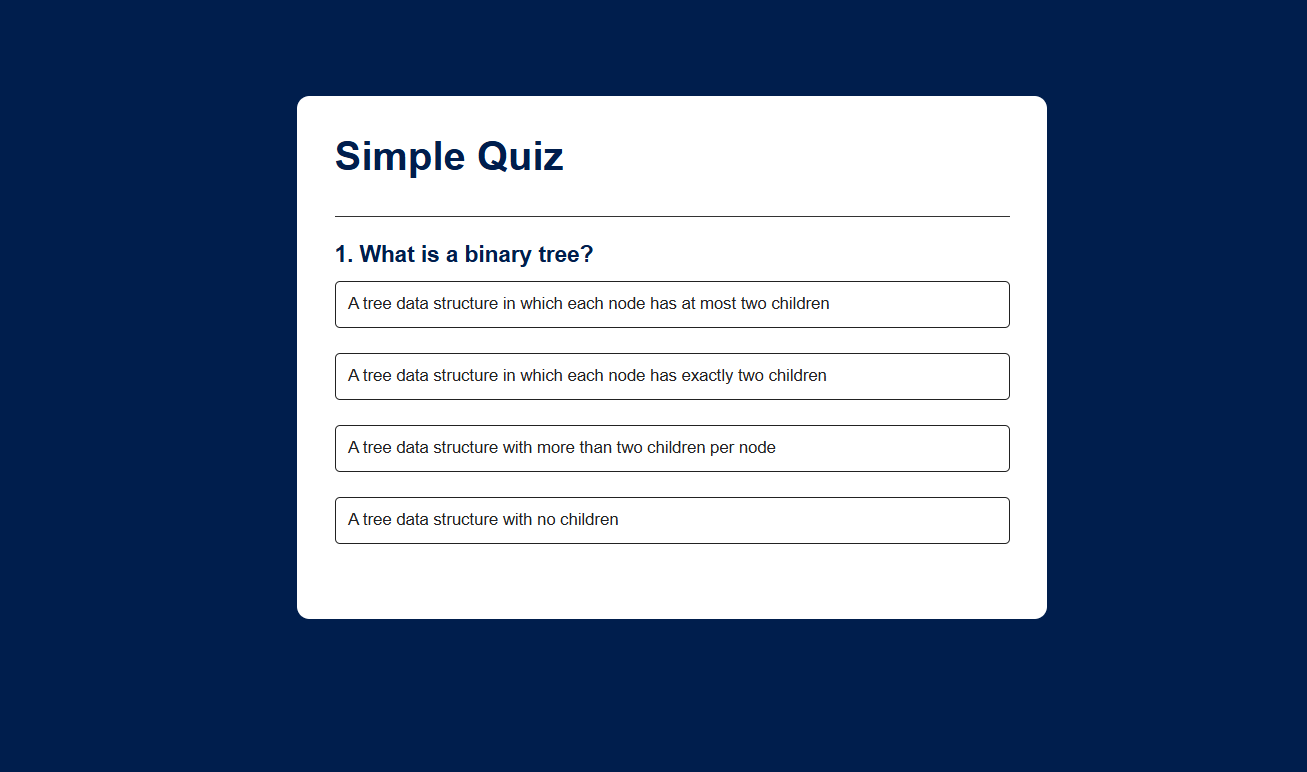 Simple Quiz
1. What is a binary tree?
A tree data structure in which each node has at most two children
A tree data structure in which each node has exactly two children
A tree data structure with more than two children per node
A tree data structure with no children